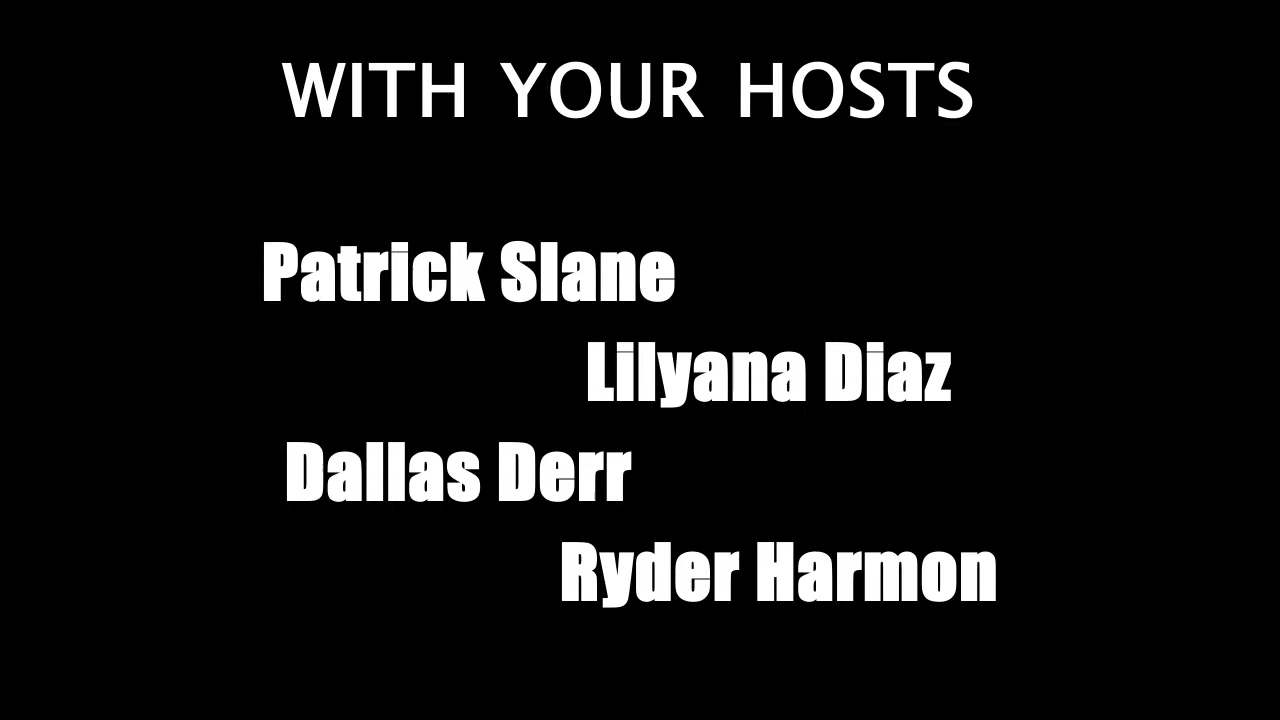 WITH YOUR HOSTS
Patrick Slane
Lilyana Diaz
Dallas Derr
Ryder Harmon